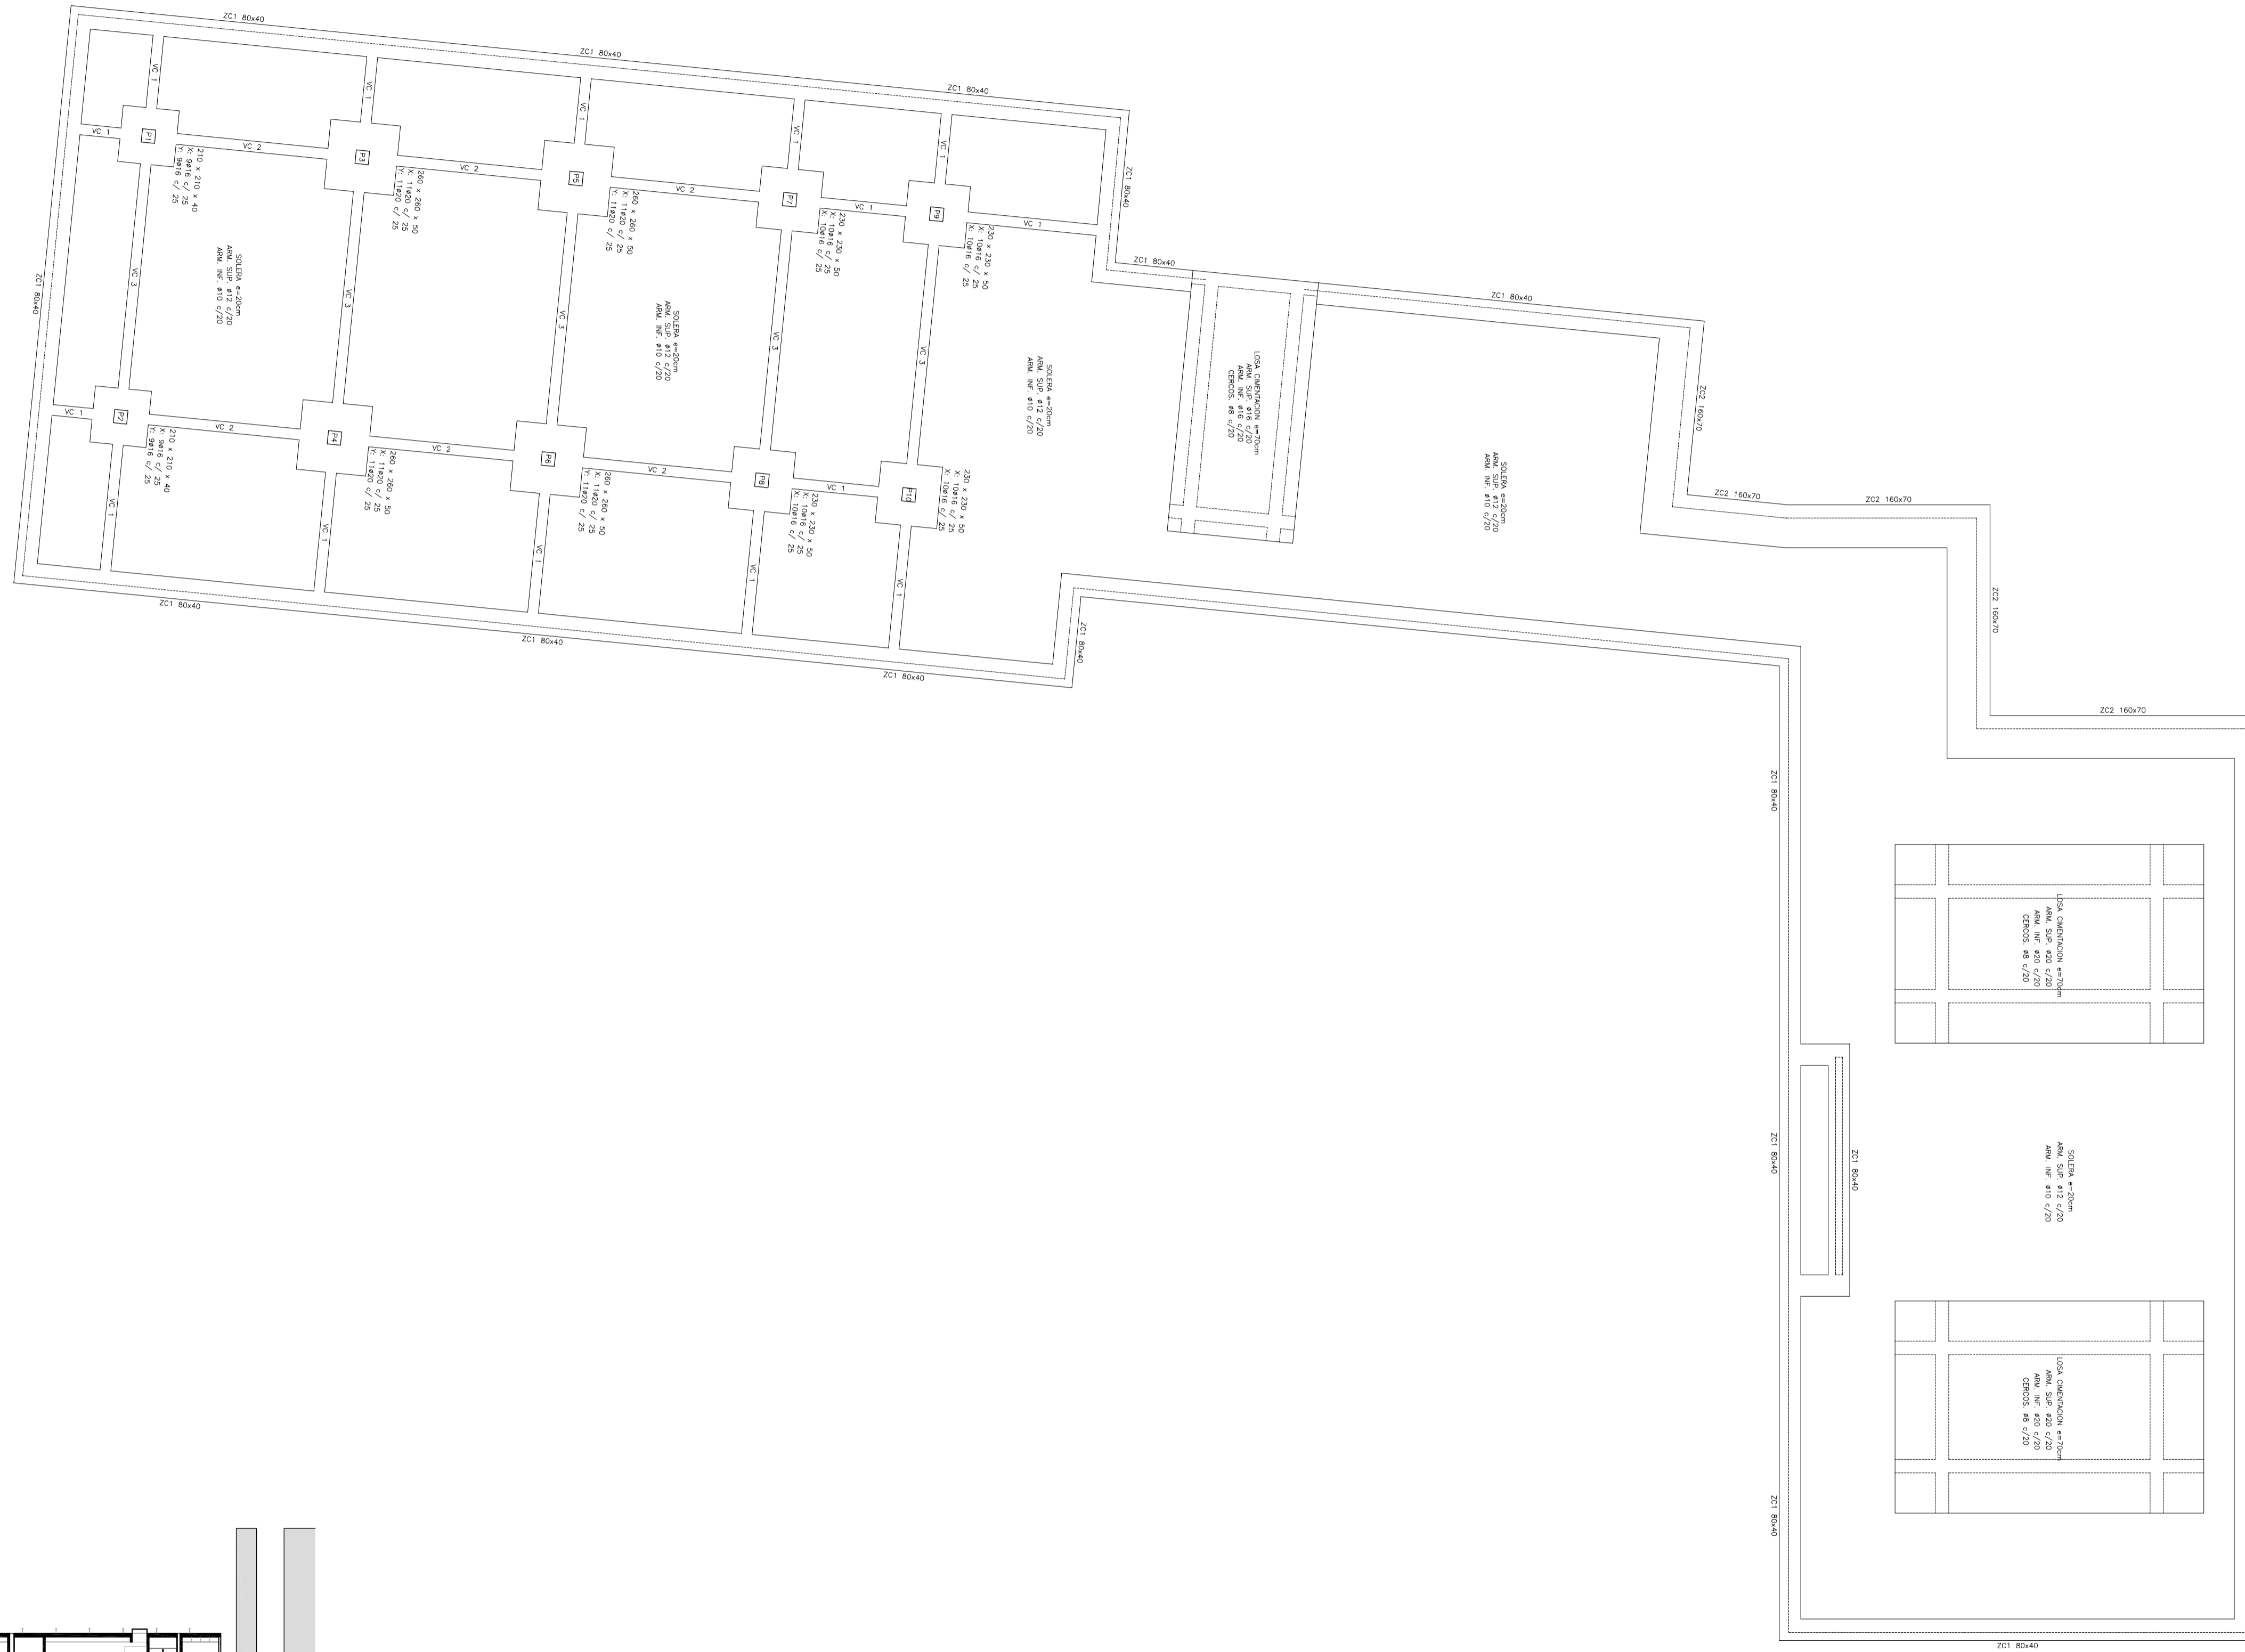 ZC1 80x40
ZC1 80x40
ZC1 80x40
ZC1 80x40
ZC1 80x40
ZC1 80x40
ZC2 160x70
ZC2 160x70
ZC2 160x70
ZC2 160x70
ZC2 160x70
VC 1
VC 1
VC 1
VC 1
VC 1
VC 1
P1
VC 2
P3
VC 2
P5
VC 2
P7
VC 1
P9
VC 1
210 x 210 x 40
X: 9ø16 c/ 25
Y: 9ø16 c/ 25
260 x 260 x 50
X: 11ø20 c/ 25
Y: 11ø20 c/ 25
260 x 260 x 50
X: 11ø20 c/ 25
Y: 11ø20 c/ 25
230 x 230 x 50
X: 10ø16 c/ 25
X: 10ø16 c/ 25
230 x 230 x 50
X: 10ø16 c/ 25
X: 10ø16 c/ 25
ZC1 80x40
VC 3
SOLERA e=20cm
ARM. SUP. ø12 c/20
ARM. INF. ø10 c/20
VC 3
VC 3
SOLERA e=20cm
ARM. SUP. ø12 c/20
ARM. INF. ø10 c/20
VC 3
VC 3
SOLERA e=20cm
ARM. SUP. ø12 c/20
ARM. INF. ø10 c/20
LOSA CIMENTACION e=70cm
ARM. SUP. ø16 c/20
ARM. INF. ø16 c/20
CERCOS. ø8 c/20
SOLERA e=20cm
ARM. SUP. ø12 c/20
ARM. INF. ø10 c/20
VC 1
P2
VC 2
P4
VC 2
P6
VC 2
P8
VC 1
P10
210 x 210 x 40
X: 9ø16 c/ 25
Y: 9ø16 c/ 25
260 x 260 x 50
X: 11ø20 c/ 25
Y: 11ø20 c/ 25
260 x 260 x 50
X: 11ø20 c/ 25
Y: 11ø20 c/ 25
230 x 230 x 50
X: 10ø16 c/ 25
X: 10ø16 c/ 25
230 x 230 x 50
X: 10ø16 c/ 25
X: 10ø16 c/ 25
VC 1
VC 1
VC 1
VC 1
VC 1
ZC1 80x40
ZC1 80x40
ZC1 80x40
ZC1 80x40
ZC1 80x40
LOSA CIMENTACION e=70cm
ARM. SUP. ø20 c/20
ARM. INF. ø20 c/20
CERCOS. ø8 c/20
ZC1 80x40
ZC1 80x40
SOLERA e=20cm
ARM. SUP. ø12 c/20
ARM. INF. ø10 c/20
LOSA CIMENTACION e=70cm
ARM. SUP. ø20 c/20
ARM. INF. ø20 c/20
CERCOS. ø8 c/20
ZC1 80x40
ZC1 80x40